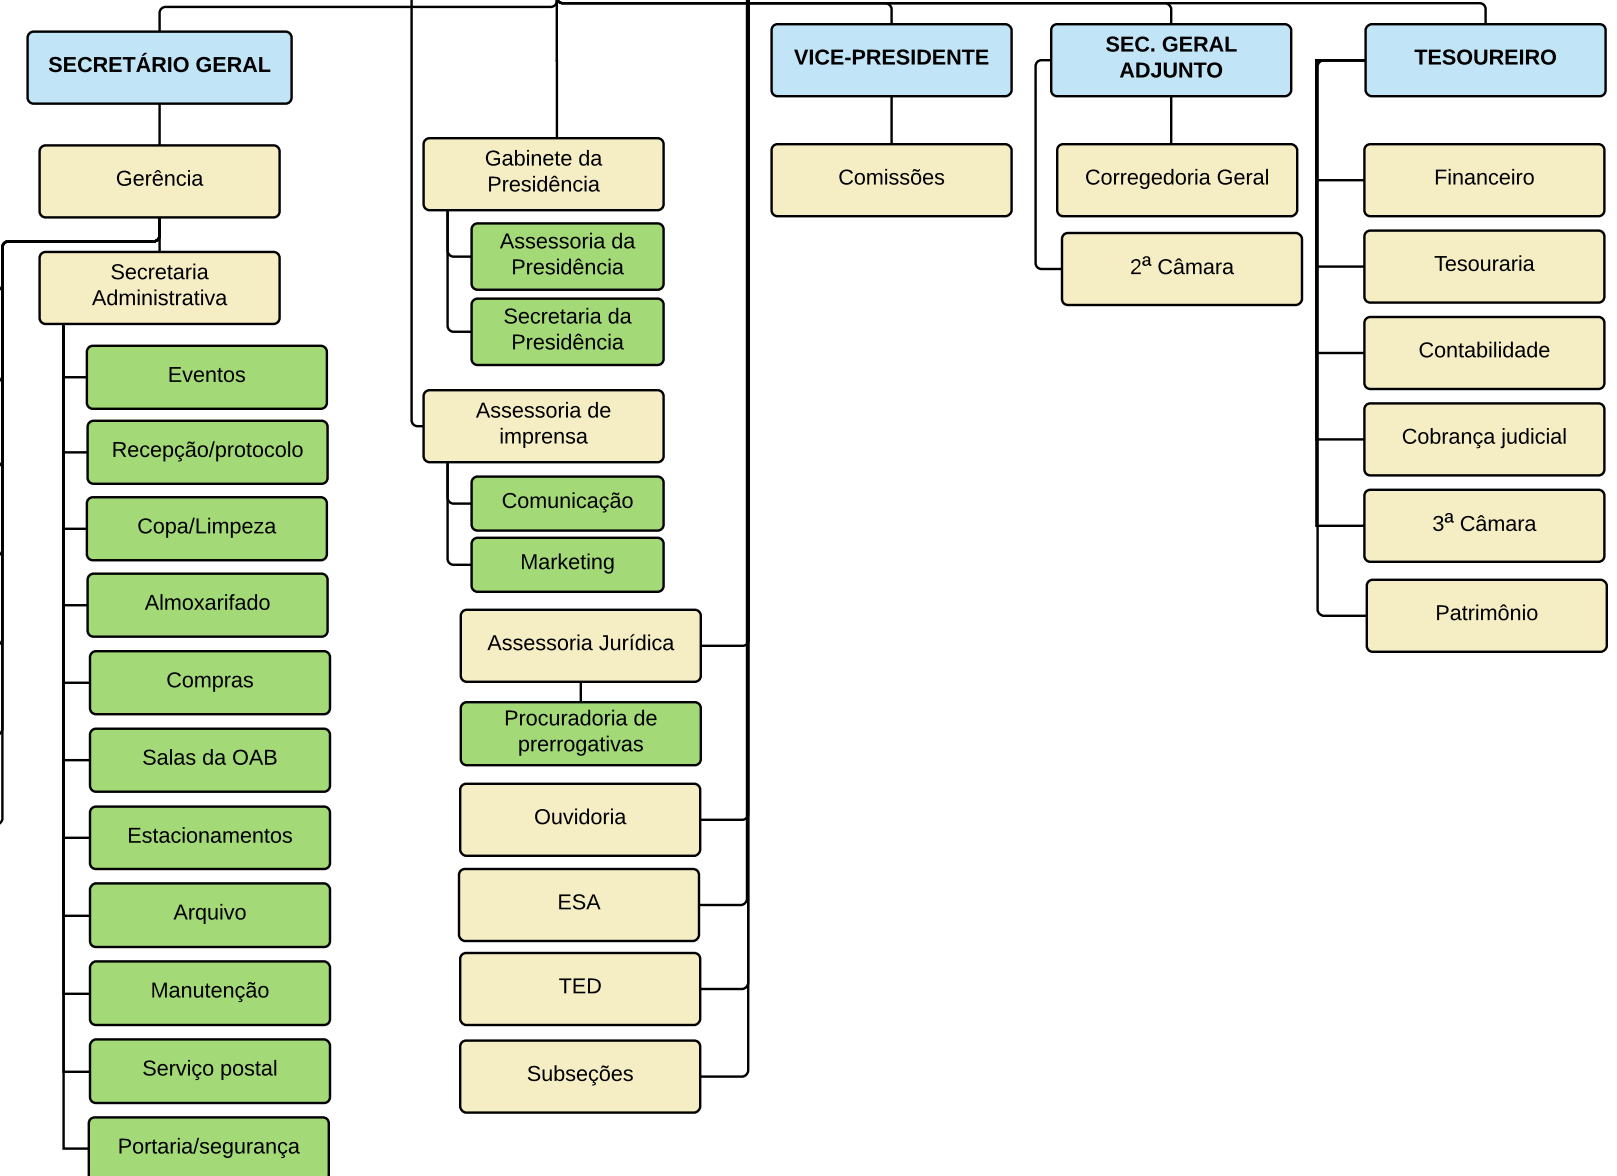 SECRETÁRIO GERAL
Gerência
Secretaria
Administrativa
Eventos
Recepção/protocolo
Copa/Limpeza
Almoxarifado
Compras
Salas da OAB
Estacionamentos
Arquivo
Manutenção
Serviço postal
Portaria/segurança
Gabinete da
Presidência
Assessoria da
Presidência
Secretaria da
Presidência
Assessoria de
imprensa
Comunicação
Marketing
Assessoria Jurídica
Procuradoria de
prerrogativas
Ouvidoria
ESA
TED
Subseções
VICE-PRESIDENTE
Comissões
SEC. GERAL
ADJUNTO
Corregedoria Geral
2ª Câmara
TESOUREIRO
Financeiro
Tesouraria
Contabilidade
Cobrança judicial
3ª Câmara
Patrimônio